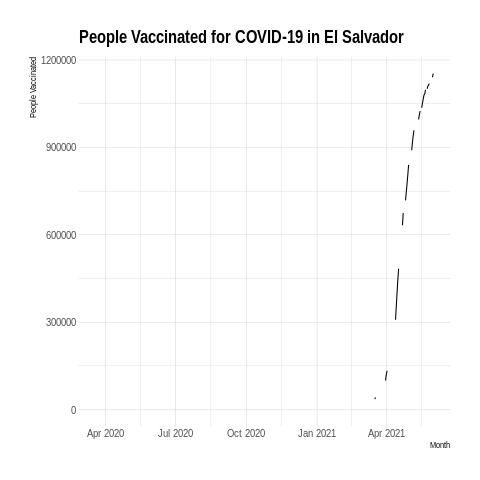 People Vaccinated for COVID-19 in El Salvador
People Vaccinated
1200000
900000
600000
300000
0
Apr 2020 Jul 2020 Oct 2020 Jan 2021 Apr 2021
Month